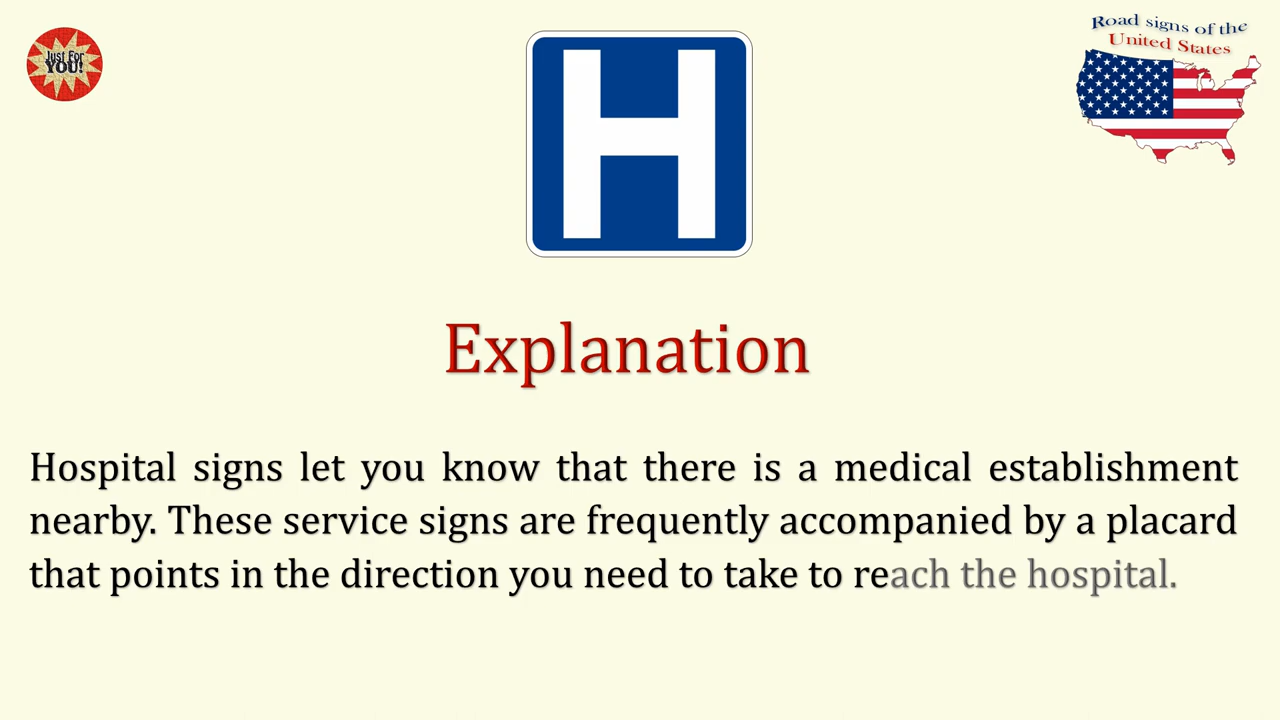 Just For
YOU!
H
Road signs of the
United States
Explanation
Hospital signs let you know that there is a medical establishment
nearby. These service signs are frequently accompanied by a placard
that points in the direction you need to take to reach the hospital.